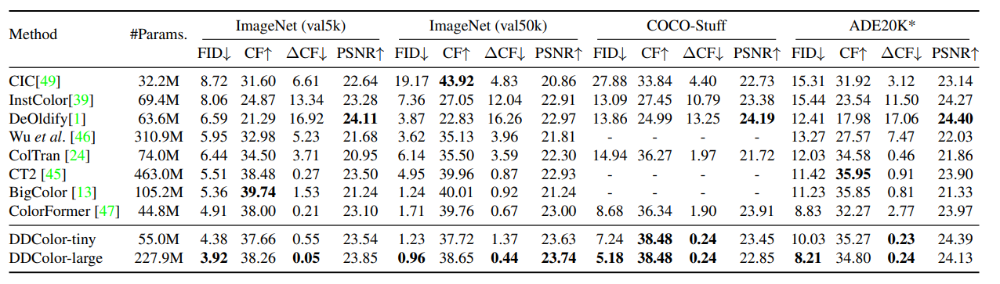 Method #Params. ImageNet (val5k) ImageNet (val50k) COCO-Stuff ADE20K*
FID↓ CF↑ ΔCF↓ PSNR↑ FID↓ CF↑ ΔCF↓ PSNR↑ FID↓ CF↑ ΔCF↓ PSNR↑ FID↓ CF↑ ΔCF↓ PSNR↑
CIC[49] 32.2M 8.72 31.60 6.61 22.64 19.17 43.92 4.83 20.86 27.88 33.84 4.40 22.73 15.31 31.92 3.12 23.14
InstColor[39] 69.4M 8.06 24.87 13.34 23.28 7.36 27.05 12.04 22.91 13.09 27.45 10.79 23.38 15.44 23.54 11.50 24.27
DeOldify[1] 63.6M 6.59 21.29 16.92 24.11 3.87 22.83 16.26 22.97 13.86 24.99 13.25 24.19 12.41 17.98 17.06 24.40
Wu et al. [46] 310.9M 5.95 32.98 5.23 21.68 3.62 35.13 3.96 21.81 - - - - 13.27 27.57 7.47 22.03
ColTran [24] 74.0M 6.44 34.50 3.71 20.95 6.14 35.50 3.59 22.30 14.94 36.27 1.97 21.72 12.03 34.58 0.46 21.86
CT2 [45] 463.0M 5.51 38.48 0.27 23.50 4.95 39.96 0.87 22.93 - - - - 11.42 35.95 0.91 23.90
BigColor [13] 105.2M 5.36 39.74 1.53 21.24 1.24 40.01 0.92 21.24 - - - - 11.23 35.85 0.81 21.33
ColorFormer [47] 44.8M 4.91 38.00 0.21 23.10 1.71 39.76 0.67 23.00 8.68 36.34 1.90 23.91 8.83 32.27 2.77 23.97
DDColor-tiny 55.0M 4.38 37.66 0.55 23.54 1.23 37.72 1.37 23.63 7.24 38.48 0.24 23.45 10.03 35.27 0.23 24.39
DDColor-large 227.9M 3.92 38.26 0.05 23.85 0.96 38.65 0.44 23.74 5.18 38.48 0.24 22.85 8.21 34.80 0.24 24.13